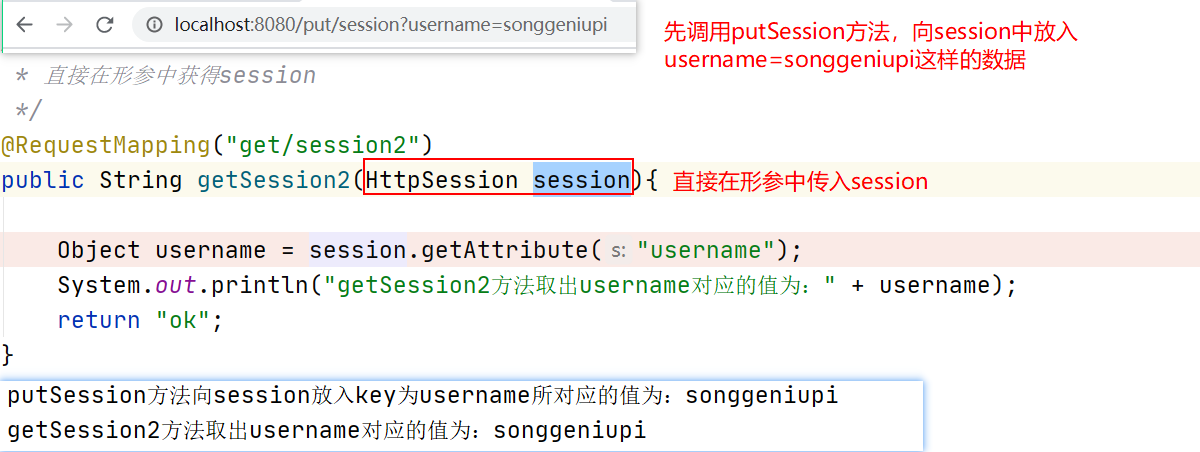 localhost:8080/put/session?username=songgeniupi
先调用putSession方法，向session中放入
username=songgeniupi这样的数据
* 直接在形参中获得session
*/
@RequestMapping("get/session2")
public String getSession2(HttpSession session){ 直接在形参中传入session
Object username = session.getAttribute( s: "username");
System.out.println("getSession2方法取出username对应的值为：" + username);
return "ok";
}
putSession方法向session放入key为username所对应的值为：songgeniupi
getSession2方法取出username对应的值为：songgeniupi